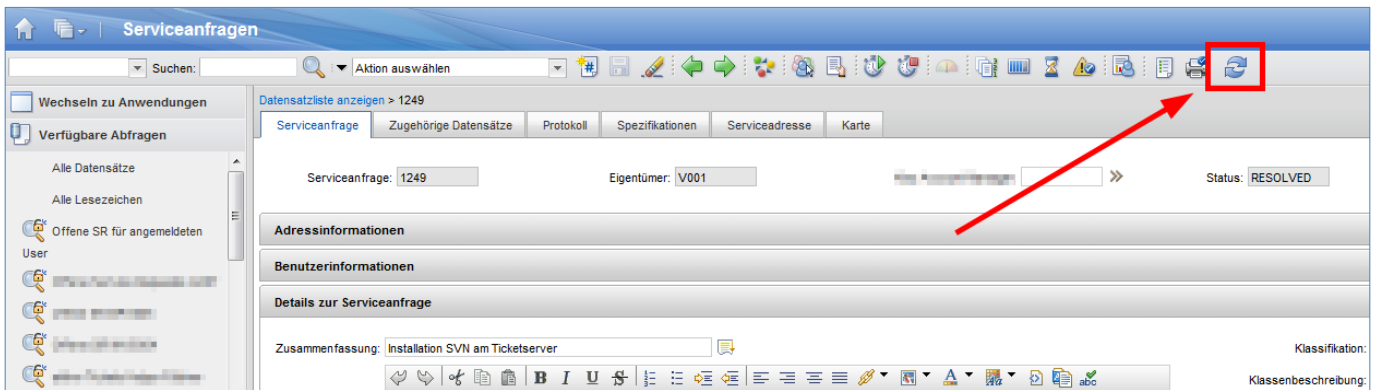 Serviceanfragen
Suchen: Aktion auswählen
Wechseln zu Anwendungen
Verfügbare Abfragen
Alle Datensätze
Alle Lesezeichen
Offene SR für angemeldeten
User
Datensatzliste anzeigen > 1249
Serviceanfrage Zugehörige Datensätze Protokoll Spezifikationen Serviceadresse Karte
Serviceanfrage: 1249 Eigentümer: V001 Status: RESOLVED
Adressinformationen
Benutzerinformationen
Details zur Serviceanfrage
Zusammenfassung: Installation SVN am Ticketserver Klassifikation:
B I U S abc Klassenbeschreibung: